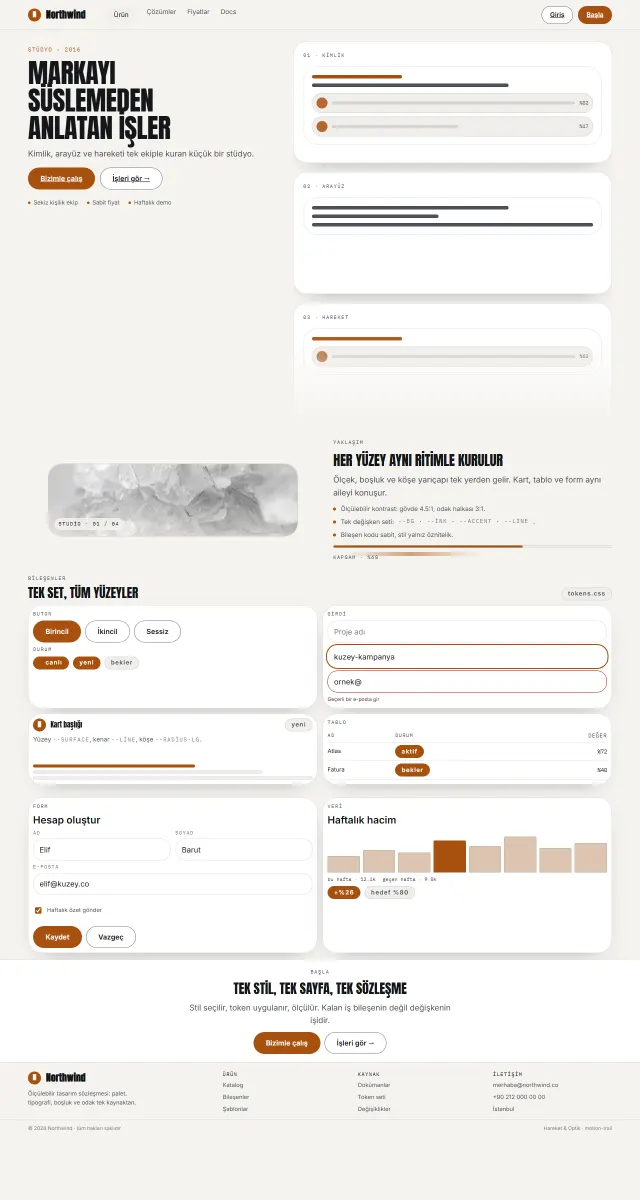 Northwind
Ürün
Çözümler
Fiyatlar
Docs
Giriş
Başla
STÜDYO · 2016
MARKAYI
SÜSLEMEDEN
ANLATAN İŞLER
Kimlik, arayüz ve hareketi tek ekiple kuran küçük bir stüdyo.
Bizimle çalış
İşleri gör →
Sekiz kişilik ekip
Sabit fiyat
Haftalık demo
01 · KİMLİK
%47
02 · ARAYÜZ
03 · HAREKET
STUDIO · 01 / 04
YAKLAŞIM
HER YÜZEY AYNI RİTİMLE KURULUR
Ölçek, boşluk ve köşe yarıçapı tek yerden gelir. Kart, tablo ve form aynı
aileyi konuşur.
Ölçülebilir kontrast: gövde 4.5:1, odak halkası 3:1.
Tek değişken seti: --BG · --INK · --ACCENT · --LINE .
Bileşen kodu sabit, stil yalnız öznitelik.
KAPSAM · %68
BİLEŞENLER
TEK SET, TÜM YÜZEYLER
tokens.css
BUTON
Birincil
İkincil
Sessiz
DURUM
canlı
yeni
bekler
GİRDİ
Proje adı
kuzey-kampanya
ornek@
Geçerli bir e-posta gir
Kart başlığı
yeni
Yüzey --SURFACE, kenar --LINE, köşe --RADIUS-LG.
TABLO
AD
DURUM
DEĞER
Atlas
aktif
%72
Fatura
bekler
%40
FORM
Hesap oluştur
AD
SOYAD
Elif
Barut
E-POSTA
elif@kuzey.co
Haftalık özet gönder
Kaydet
Vazgeç
VERİ
Haftalık hacim
bu hafta · 12.4k geçen hafta · 9.8k
+%26
hedef %80
BAŞLA
TEK STİL, TEK SAYFA, TEK SÖZLEŞME
Stil seçilir, token uygulanır, ölçülür. Kalan iş bileşenin değil değişkenin
işidir.
Bizimle çalış
İşleri gör →
Northwind
Ölçülebilir tasarım sözleşmesi: palet,
tipografi, boşluk ve odak tek kaynaktan.
ÜRÜN
Katalog
Bileşenler
Şablonlar
KAYNAK
Dokümanlar
Token seti
Değişiklikler
İLETİŞİM
merhaba@northwind.co
+90 212 000 00 00
İstanbul
© 2026 Northwind · tüm hakları saklıdır
Hareket & Optik · motion-trail